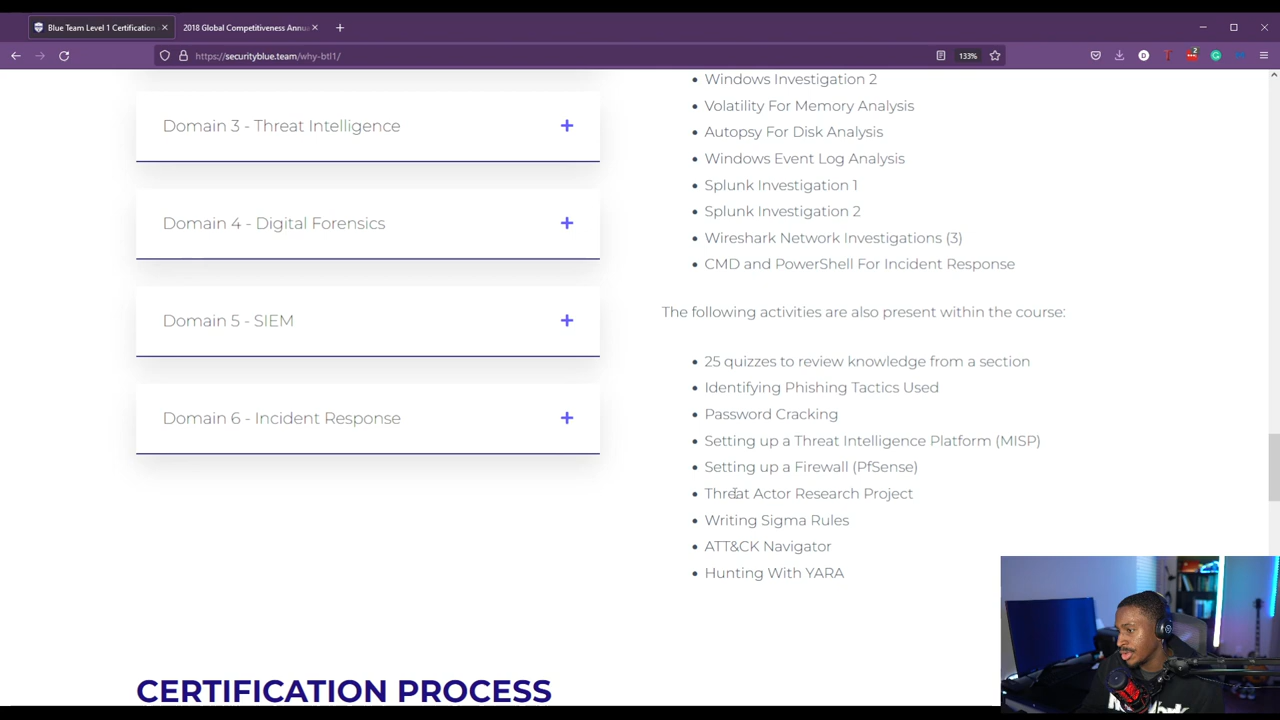 Blue Team Level 1 Certification
2018 Global Competitiveness Annu
https://securityblue.team/why-btl1/
133%
2
Domain 3 - Threat Intelligence
Domain 4 - Digital Forensics
Domain 5 - SIEM
Domain 6 - Incident Response
Windows Investigation 2
Volatility For Memory Analysis
Autopsy For Disk Analysis
Windows Event Log Analysis
Splunk Investigation 1
Splunk Investigation 2
Wireshark Network Investigations (3)
CMD and PowerShell For Incident Response
The following activities are also present within the course:
25 quizzes to review knowledge from a section
Identifying Phishing Tactics Used
Password Cracking
Setting up a Threat Intelligence Platform (MISP)
Setting up a Firewall (PfSense)
Threat Actor Research Project
Writing Sigma Rules
ATT&CK Navigator
Hunting With YARA
CERTIFICATION PROCESS